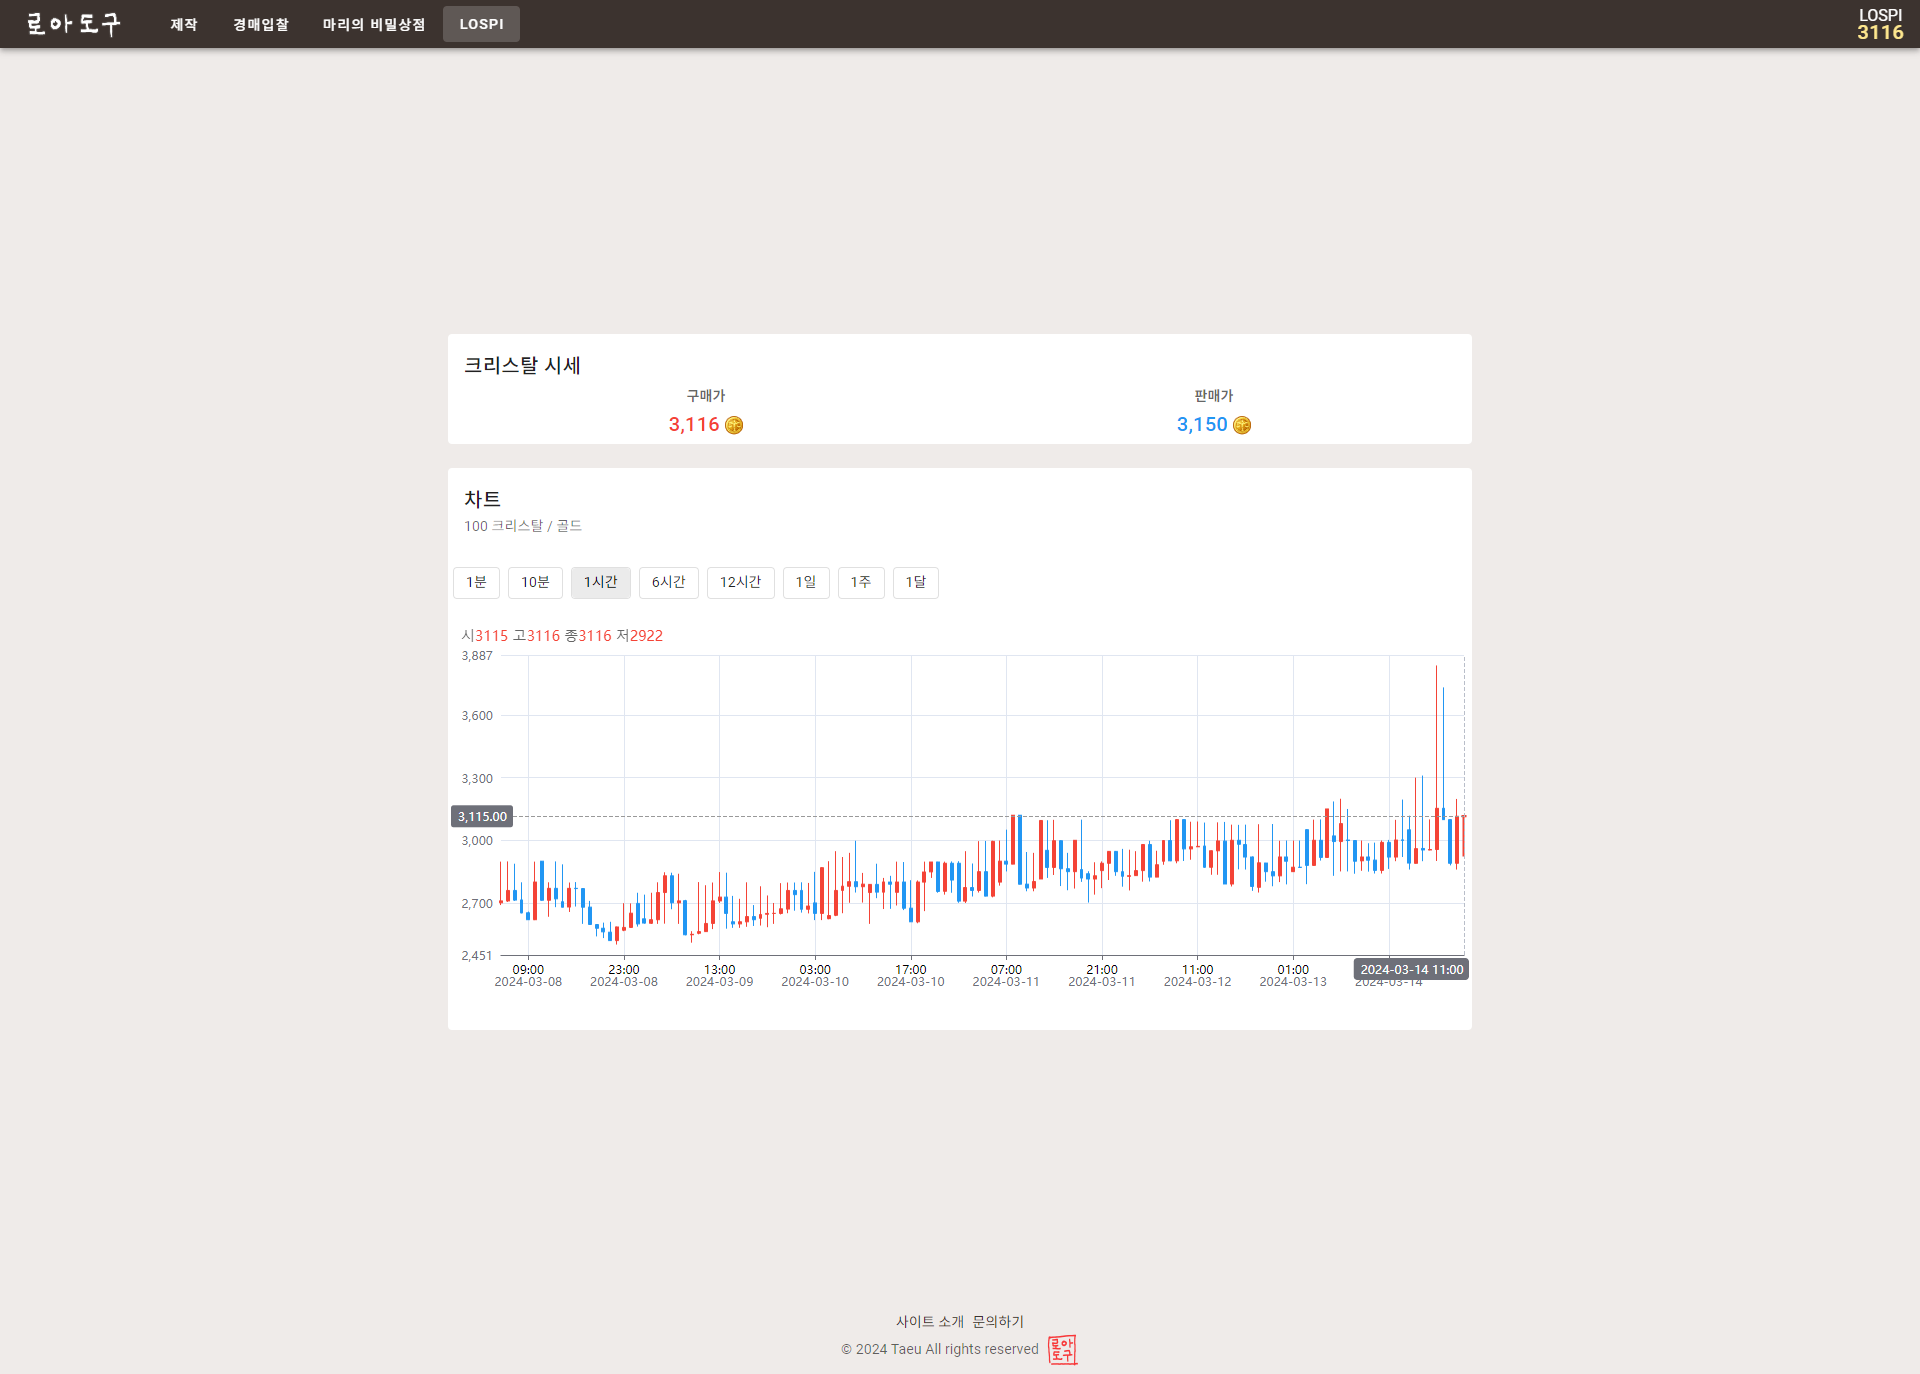 로아도구 제작 경매입찰 마리의 비밀상점 LOSPI
LOSPI
3116
크리스탈 시세
구매가 판매가
3,116 3,150
차트
100 크리스탈 / 골드
1분 10분 1시간 6시간 12시간 1일 1주 1달
시3115 고3116 종3116 저2922
3,887
3,600
3,300
3,115.00
3,000
2,700
2,451
09:00 23:00 13:00 03:00 17:00 07:00 21:00 11:00 01:00 2024-03-14 11:00
2024-03-08 2024-03-08 2024-03-09 2024-03-10 2024-03-10 2024-03-11 2024-03-11 2024-03-12 2024-03-13 2024-03-14
사이트 소개 문의하기
© 2024 Taeu All rights reserved 로아
도구